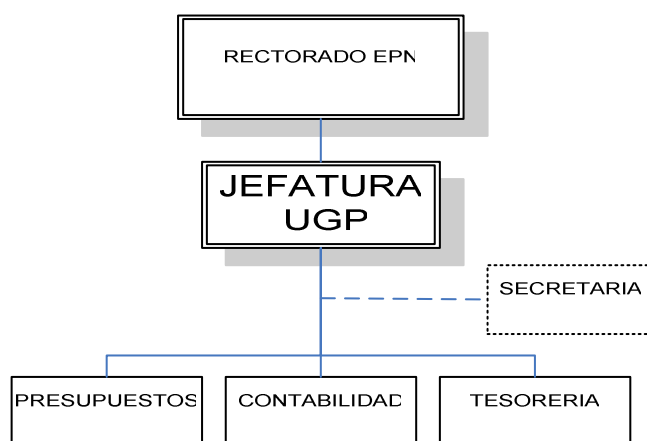 RECTORADO EPN
JEFATURA
UGP
SECRETARIA
PRESUPUESTOS
CONTABILIDAD
TESORERIA